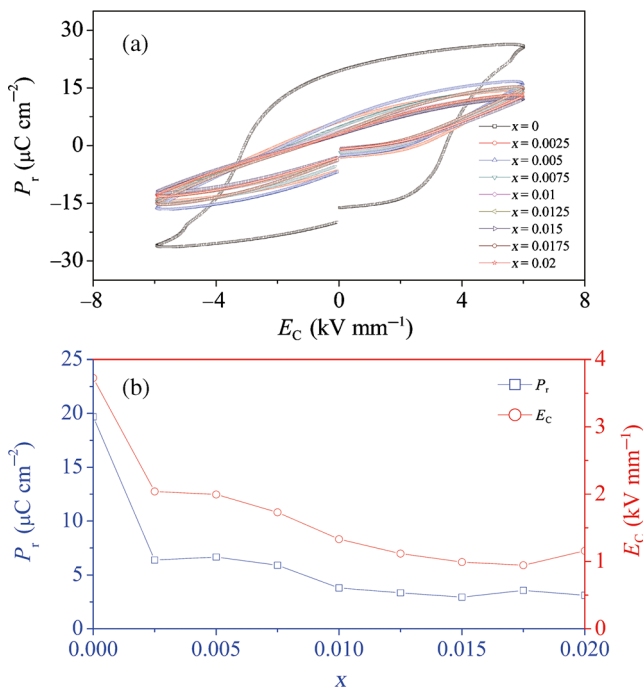 (a)
30
15
0
−15
−30
Pr (μC cm−2)
x = 0
x = 0.0025
x = 0.005
x = 0.0075
x = 0.01
x = 0.0125
x = 0.015
x = 0.0175
x = 0.02
−8 −4 0 4 8
EC (kV mm−1)
(b)
25
20
15
10
5
0
Pr (μC cm−2)
Pr
EC
4
3
2
1
0
EC (kV mm−1)
0.000 0.005 0.010 0.015 0.020
x